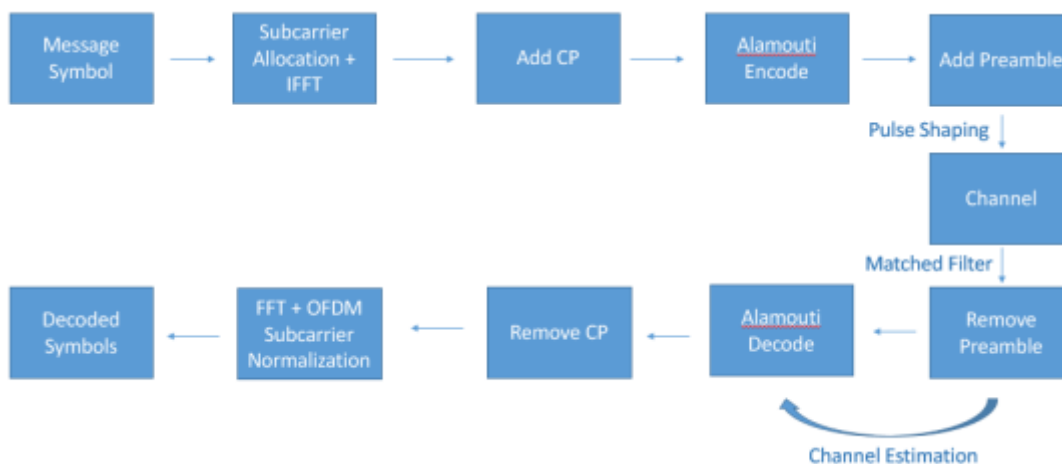 Message
Symbol
Subcarrier
Allocation +
IFFT
Add CP
Alamouti
Encode
Add Preamble
Pulse Shaping
Channel
Matched Filter
Decoded
Symbols
FFT + OFDM
Subcarrier
Normalization
Remove CP
Alamouti
Decode
Remove
Preamble
Channel Estimation